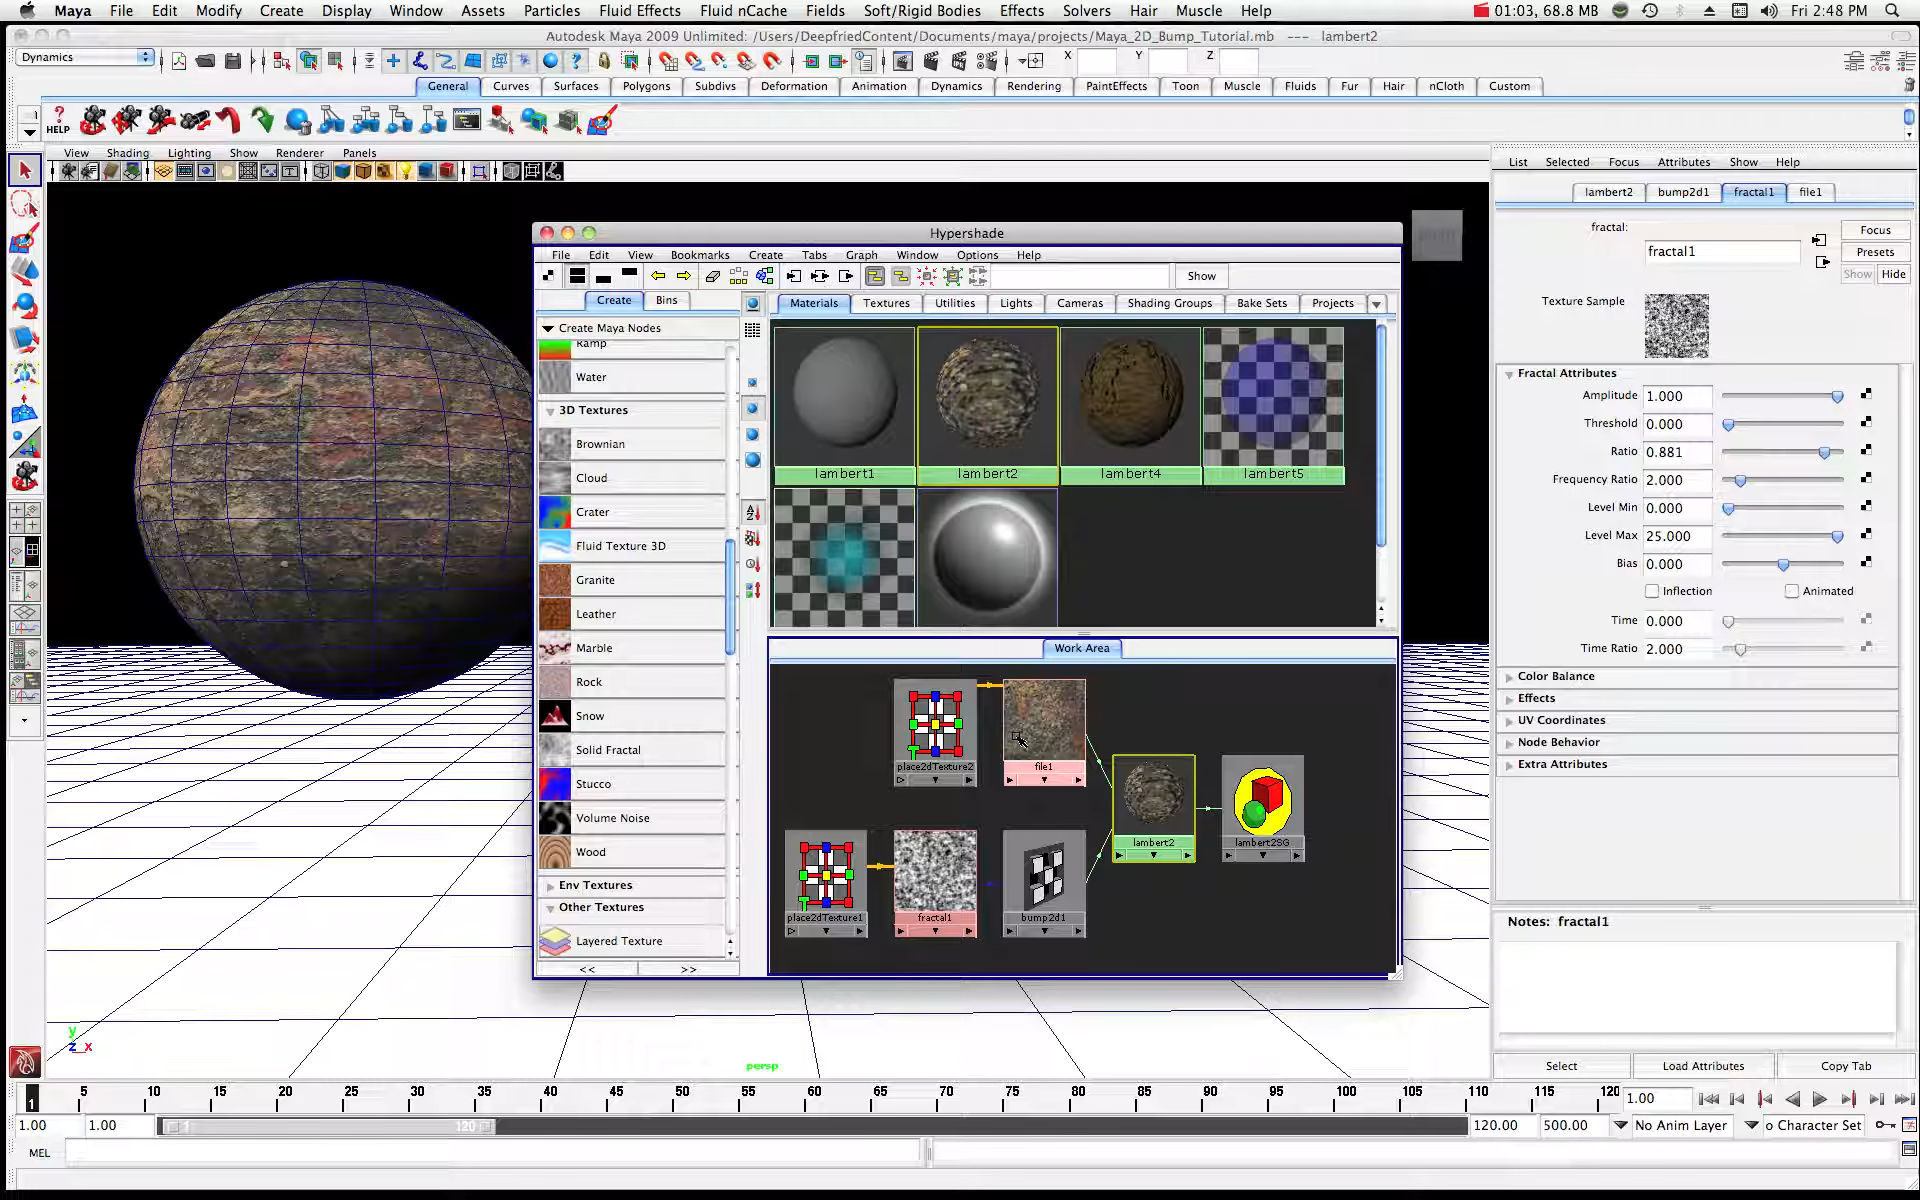 Maya File Edit Modify Create Display Window Assets Particles Fluid Effects Fluid nCache Fields Soft/Rigid Bodies Effects Solvers Hair Muscle Help 01:03, 68.8 MB Fri 2:48 PM
Autodesk Maya 2009 Unlimited: /Users/DeepfriedContent/Documents/maya/projects/Maya_2D_Bump_Tutorial.mb --- lambert2
Dynamics X Y Z
General Curves Surfaces Polygons Subdivs Deformation Animation Dynamics Rendering PaintEffects Toon Muscle Fluids Fur Hair nCloth Custom
? HELP
View Shading Lighting Show Renderer Panels
Hypershade
File Edit View Bookmarks Create Tabs Graph Window Options Help
Show
Create Bins
Create Maya Nodes
Ramp
Water
3D Textures
Brownian
Cloud
Crater
Fluid Texture 3D
Granite
Leather
Marble
Rock
Snow
Solid Fractal
Stucco
Volume Noise
Wood
Env Textures
Other Textures
Layered Texture
<< >>
Materials Textures Utilities Lights Cameras Shading Groups Bake Sets Projects
lambert1 lambert2 lambert4 lambert5
Work Area
place2dTexture2 file1
lambert2 lambert2SG
place2dTexture1 fractal1 bump2d1
List Selected Focus Attributes Show Help
lambert2 bump2d1 fractal1 file1
fractal: fractal1
Focus
Presets
Show Hide
Texture Sample
Fractal Attributes
Amplitude 1.000
Threshold 0.000
Ratio 0.881
Frequency Ratio 2.000
Level Min 0.000
Level Max 25.000
Bias 0.000
Inflection Animated
Time 0.000
Time Ratio 2.000
Color Balance
Effects
UV Coordinates
Node Behavior
Extra Attributes
Notes: fractal1
Select Load Attributes Copy Tab
y
z x
persp
1 5 10 15 20 25 30 35 40 45 50 55 60 65 70 75 80 85 90 95 100 105 110 115 120 1.00
1.00 1.00 1 120 120.00 500.00 No Anim Layer o Character Set
MEL